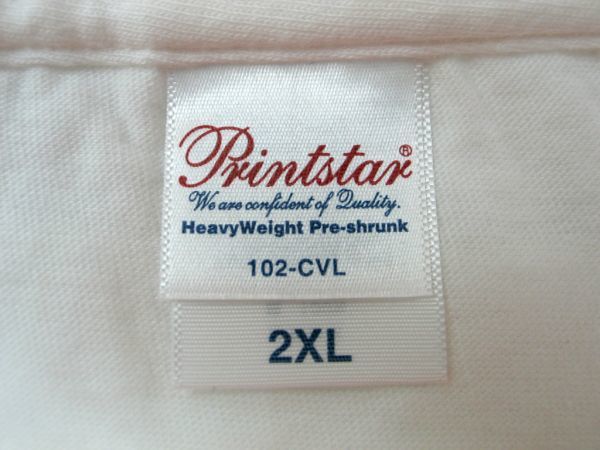 Printstar®
We are confident of Quality.
HeavyWeight Pre-shrunk
102-CVL
2XL